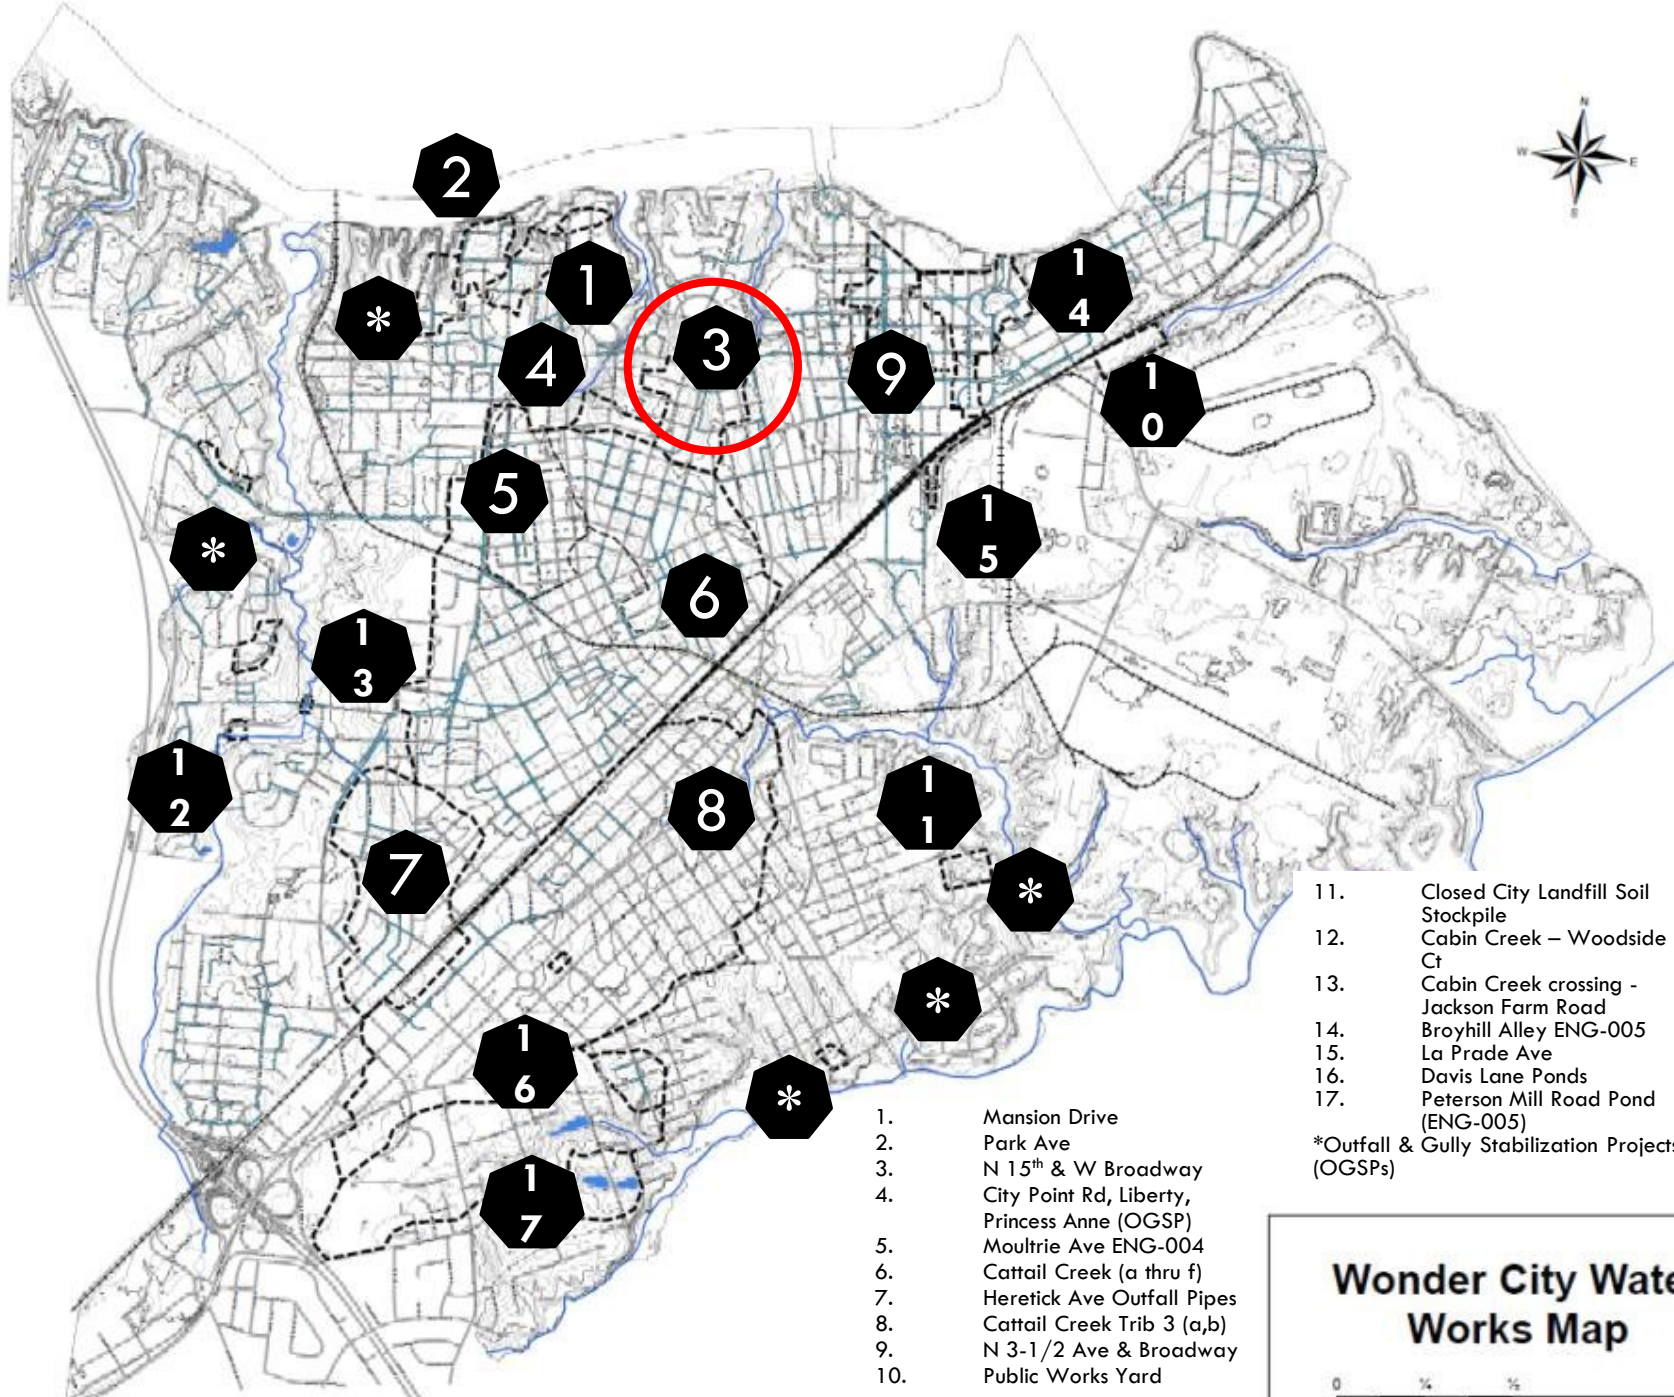 N
W
E
S
2
1
*
3
4
9
1
4
1
0
5
1
5
*
6
1
3
1
2
8
1
1
7
*
*
1
6
*
1
7
1. Mansion Drive
2. Park Ave
3. N 15th & W Broadway
4. City Point Rd, Liberty,
Princess Anne (OGSP)
5. Moultrie Ave ENG-004
6. Cattail Creek (a thru f)
7. Heretick Ave Outfall Pipes
8. Cattail Creek Trib 3 (a,b)
9. N 3-1/2 Ave & Broadway
10. Public Works Yard
11. Closed City Landfill Soil
Stockpile
12. Cabin Creek – Woodside
Ct
13. Cabin Creek crossing -
Jackson Farm Road
14. Broyhill Alley ENG-005
15. La Prade Ave
16. Davis Lane Ponds
17. Peterson Mill Road Pond
(ENG-005)
*Outfall & Gully Stabilization Projects
(OGSPs)
Wonder City Wate
Works Map
0 ¼ ½